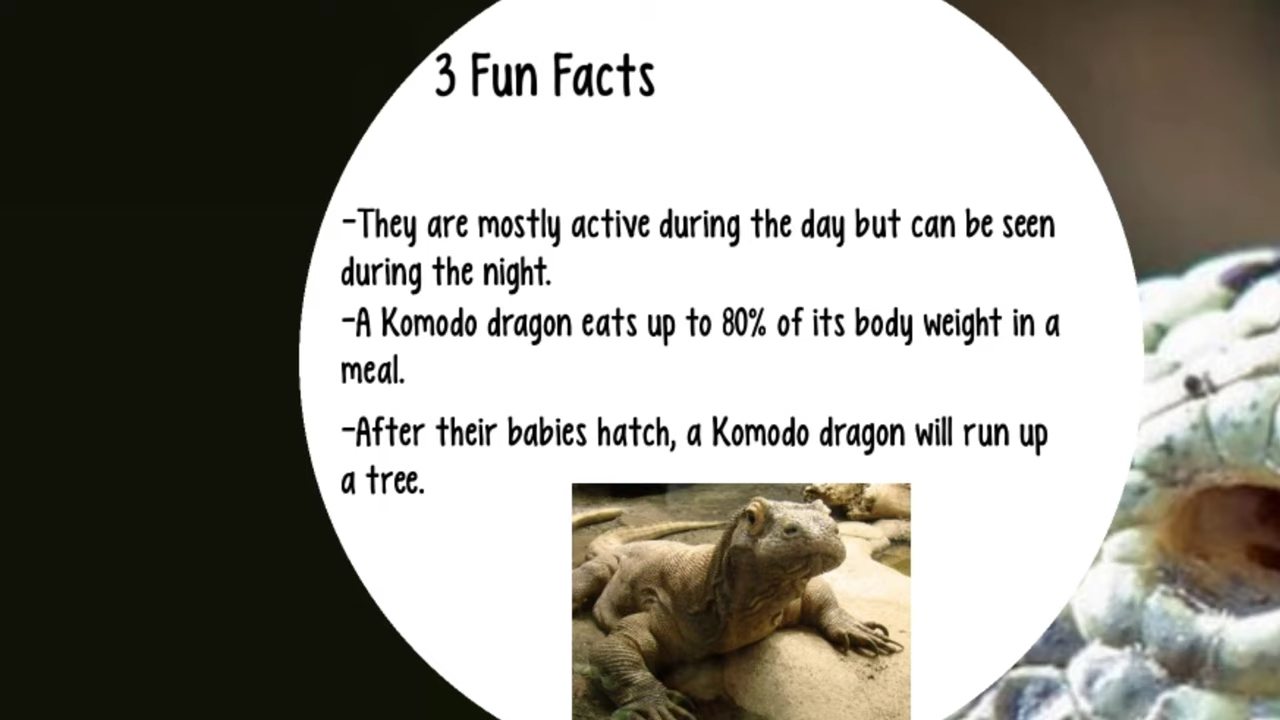 3 Fun Facts
-They are mostly active during the day but can be seen
during the night.
-A Komodo dragon eats up to 80% of its body weight in a
meal.
-After their babies hatch, a Komodo dragon will run up
a tree.